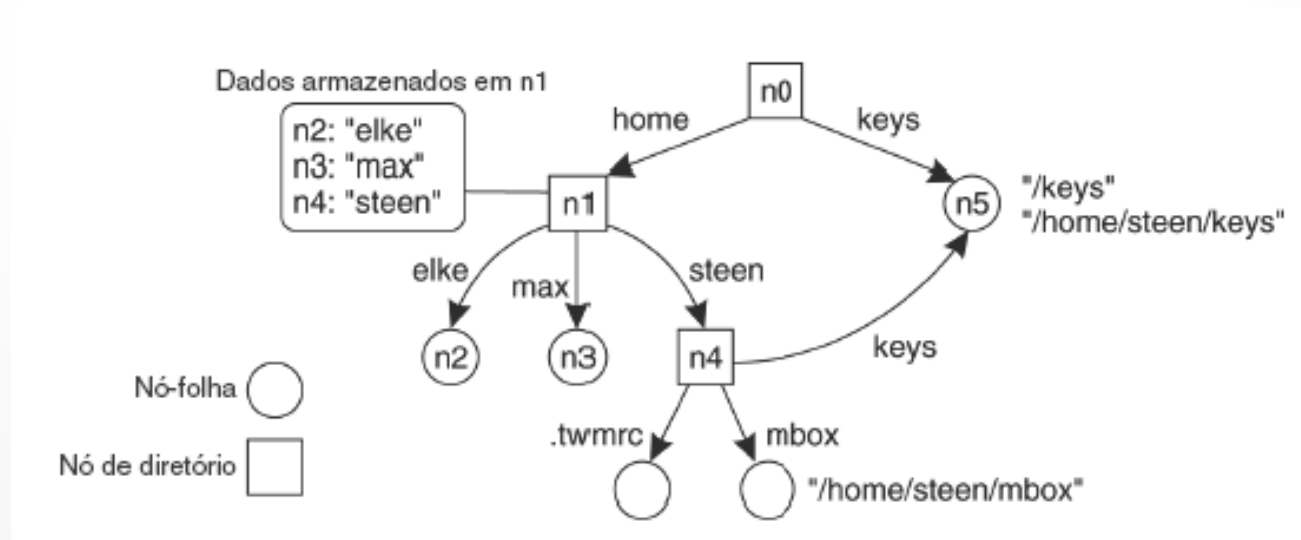 Dados armazenados em n1
n0
n2: "elke"
n3: "max"
n4: "steen"
home
keys
n1
n5
"/keys"
"/home/steen/keys"
elke
max
steen
n2
n3
n4
keys
Nó-folha
.twmrc
mbox
Nó de diretório
"/home/steen/mbox"